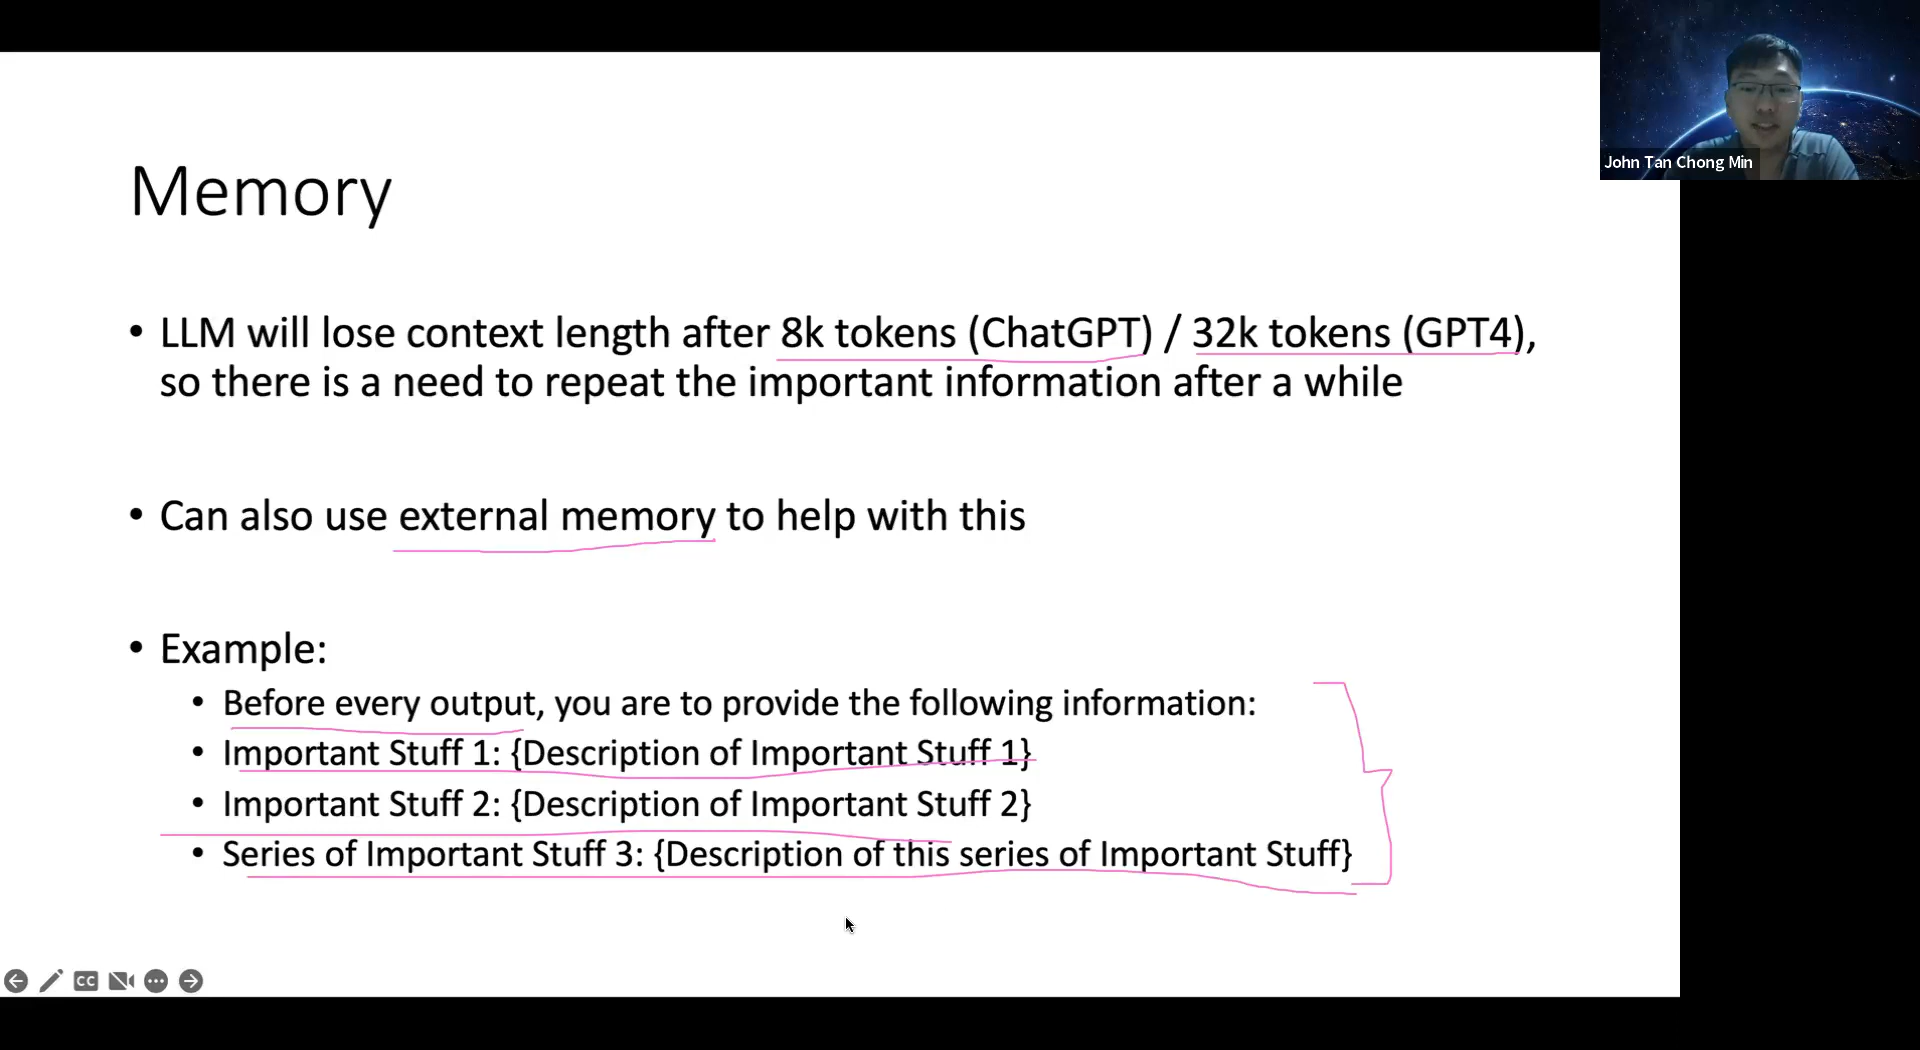 John Tan Chong Min
Memory
• LLM will lose context length after 8k tokens (ChatGPT) / 32k tokens (GPT4),
so there is a need to repeat the important information after a while
• Can also use external memory to help with this
• Example:
• Before every output, you are to provide the following information:
• Important Stuff 1: {Description of Important Stuff 1}
• Important Stuff 2: {Description of Important Stuff 2}
• Series of Important Stuff 3: {Description of this series of Important Stuff}
CC